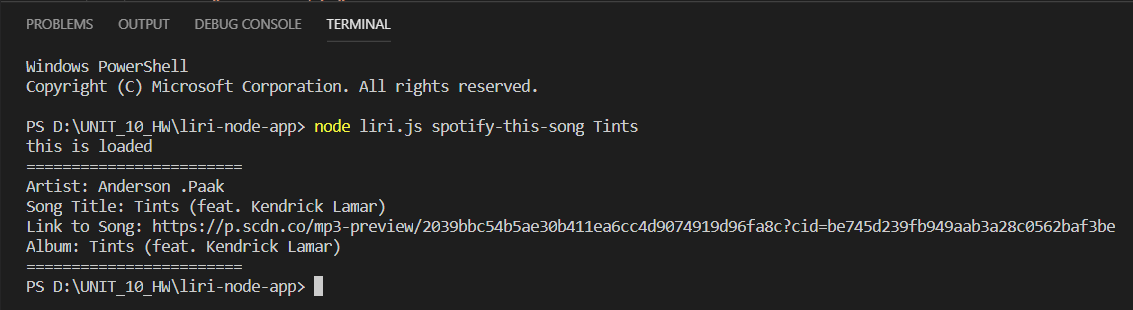 PROBLEMS OUTPUT DEBUG CONSOLE TERMINAL
Windows PowerShell
Copyright (C) Microsoft Corporation. All rights reserved.
PS D:\UNIT_10_HW\liri-node-app> node liri.js spotify-this-song Tints
this is loaded
========================
Artist: Anderson .Paak
Song Title: Tints (feat. Kendrick Lamar)
Link to Song: https://p.scdn.co/mp3-preview/2039bbc54b5ae30b411ea6cc4d9074919d96fa8c?cid=be745d239fb949aab3a28c0562baf3be
Album: Tints (feat. Kendrick Lamar)
========================
PS D:\UNIT_10_HW\liri-node-app>